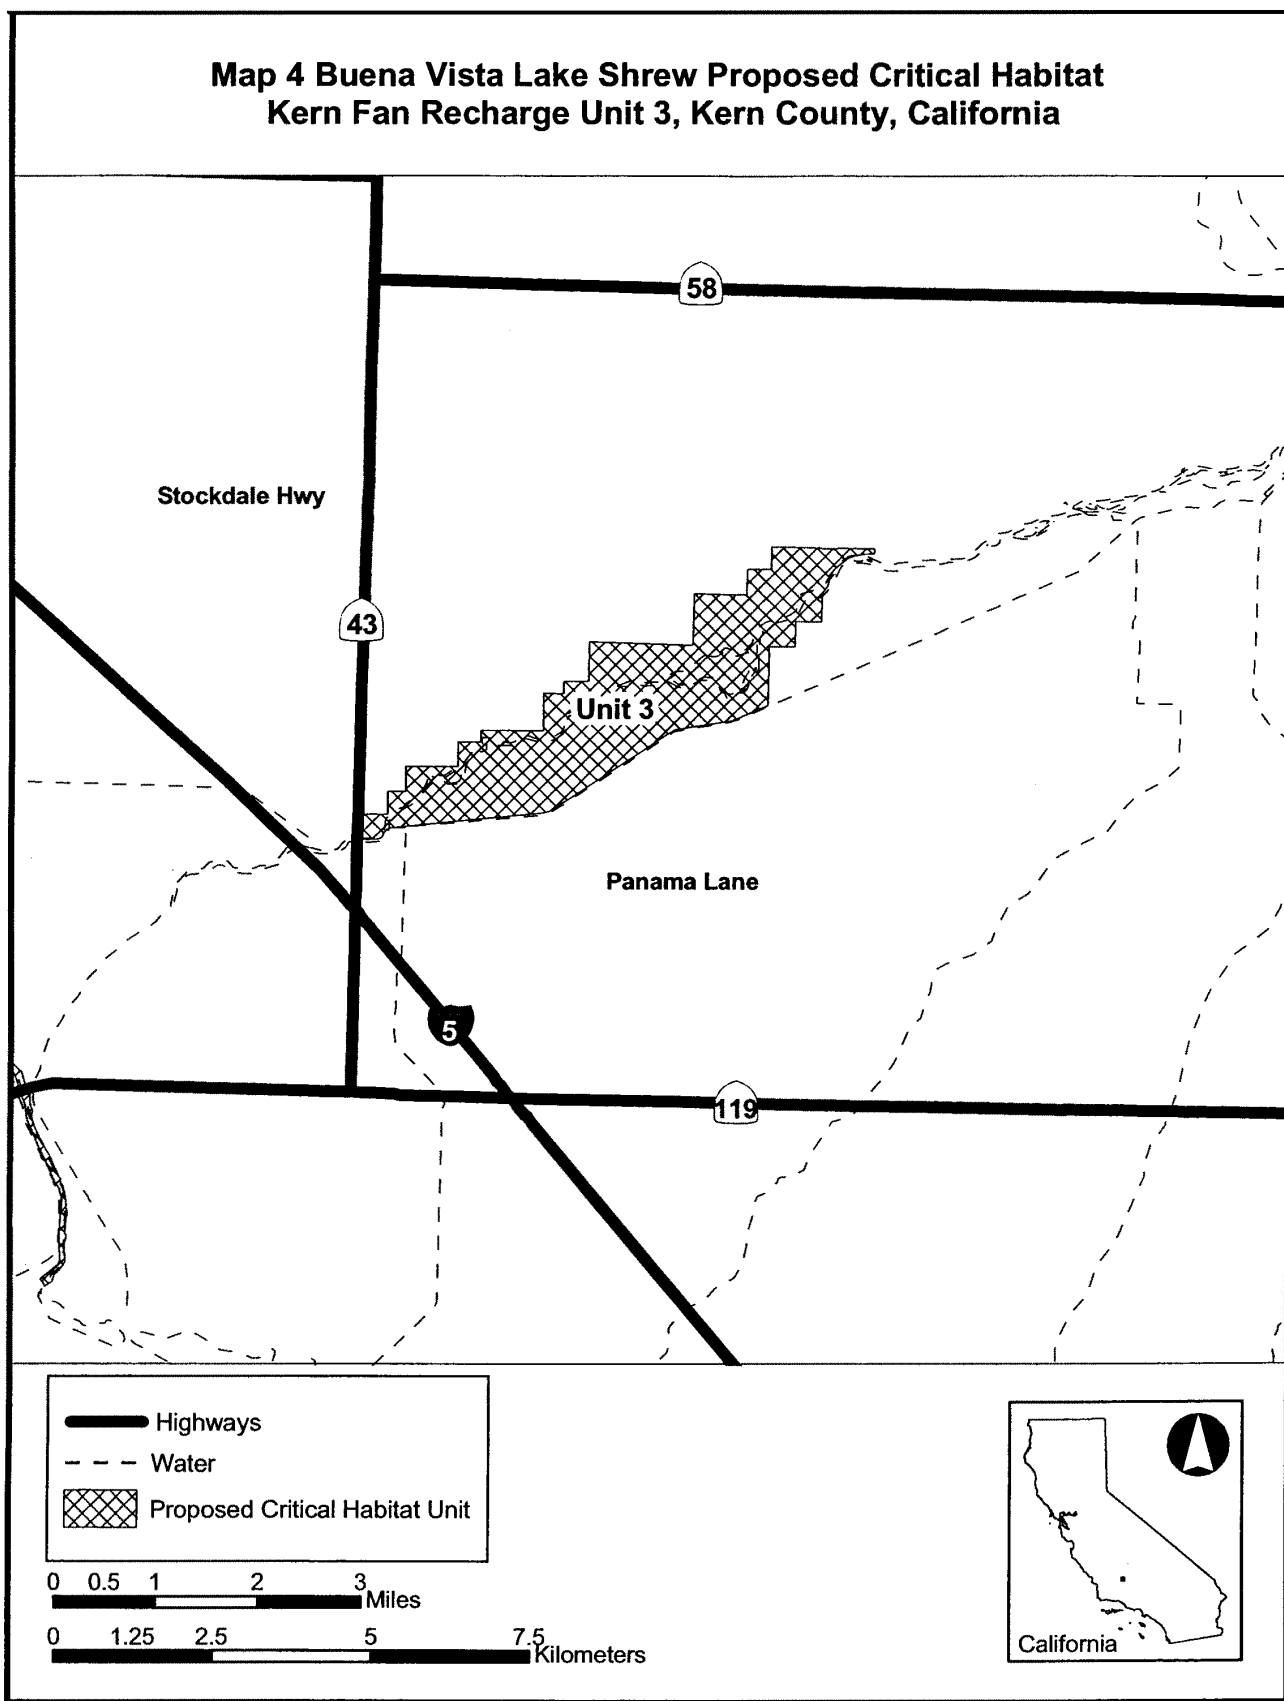 Map 4 Buena Vista Lake Shrew Proposed Critical Habitat
Kern Fan Recharge Unit 3, Kern County, California
58
Stockdale Hwy
43
Unit 3
Panama Lane
5
119
Highways
Water
Proposed Critical Habitat Unit
0 0.5 1 2 3
Miles
0 1.25 2.5 5 7.5
Kilometers
California